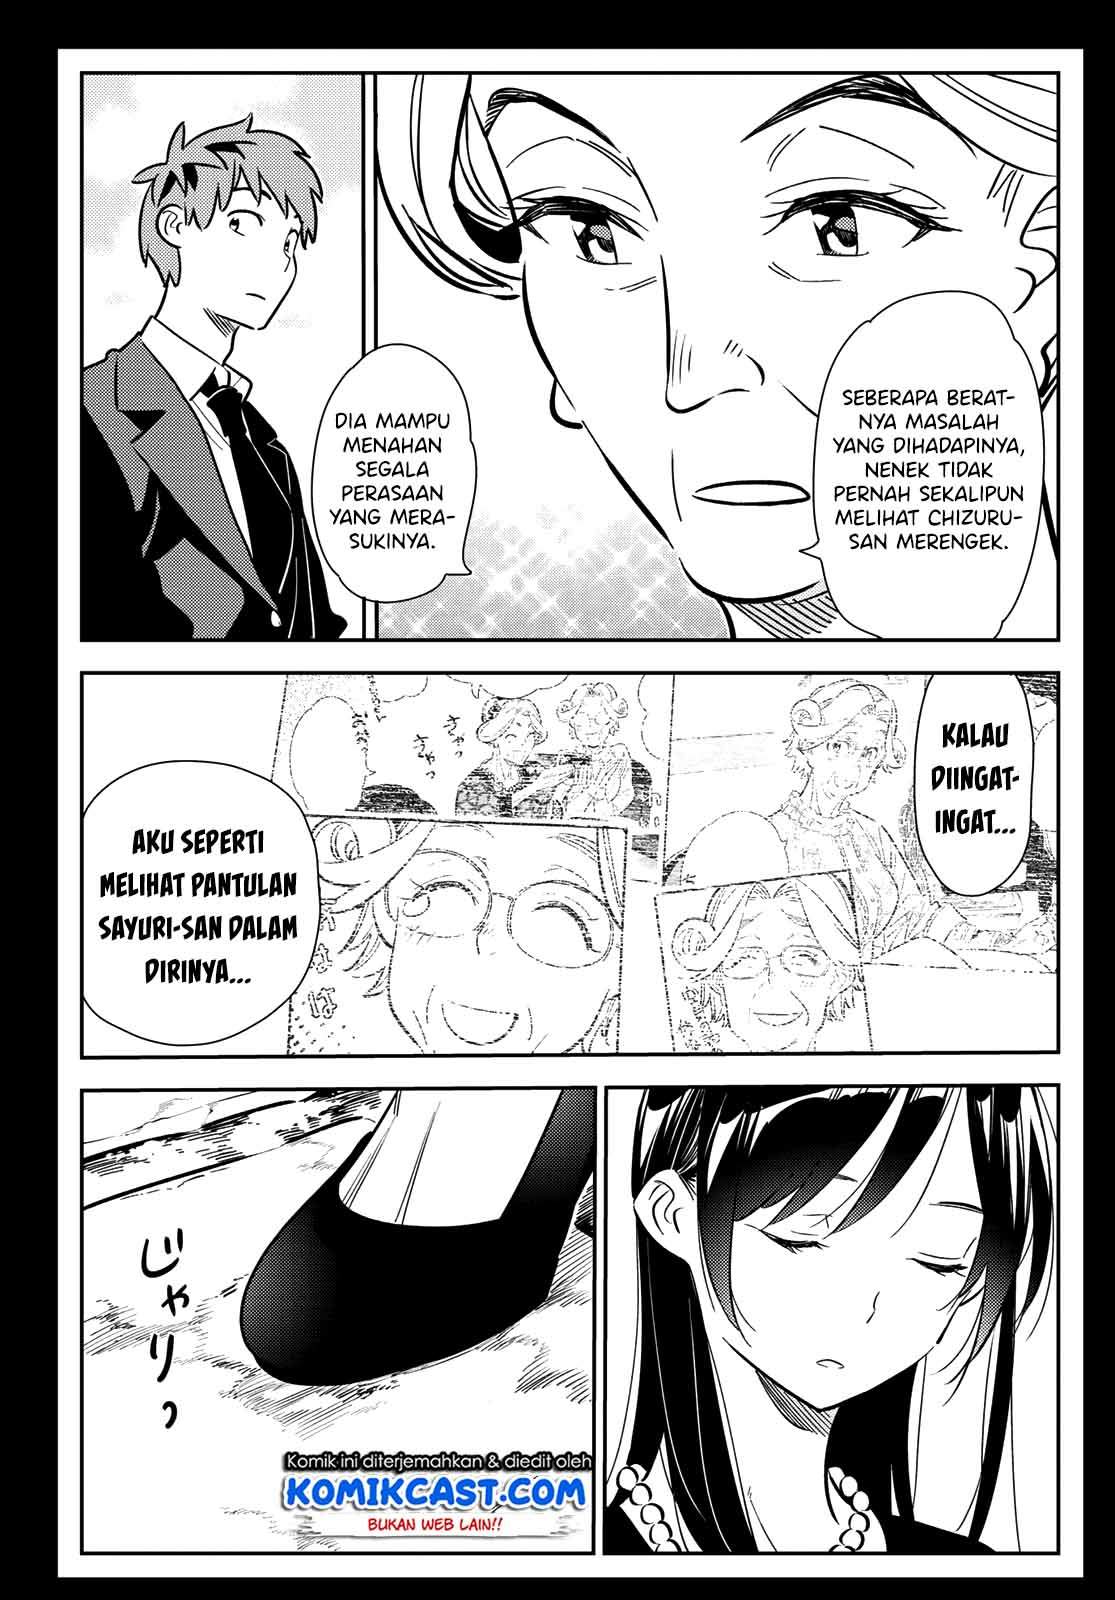 SEBERAPA BERAT-
NYA MASALAH
YANG DIHADAPINYA,
NENEK TIDAK
PERNAH SEKALIPUN
MELIHAT CHIZURU-
SAN MERENGEK.
DIA MAMPU
MENAHAN
SEGALA
PERASAAN
YANG MERA-
SUKINYA.
KALAU
DIINGAT-
INGAT...
AKU SEPERTI
MELIHAT PANTULAN
SAYURI-SAN DALAM
DIRINYA...
じゃりっ
Komik ini diterjemahkan & diedit oleh
KOMIKCAST.COM
BUKAN WEB LAIN!!